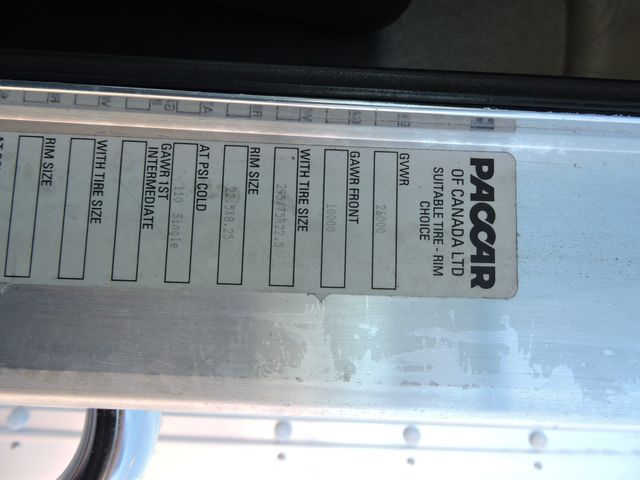 PACCAR
OF CANADA LTD
SUITABLE TIRE - RIM
CHOICE
GVWR
26000
GAWR FRONT
10000
WITH TIRE SIZE
295/75R22.5
RIM SIZE
22.5X8.25
AT PSI COLD
110 Single
GAWR 1ST
INTERMEDIATE
WITH TIRE SIZE
RIM SIZE